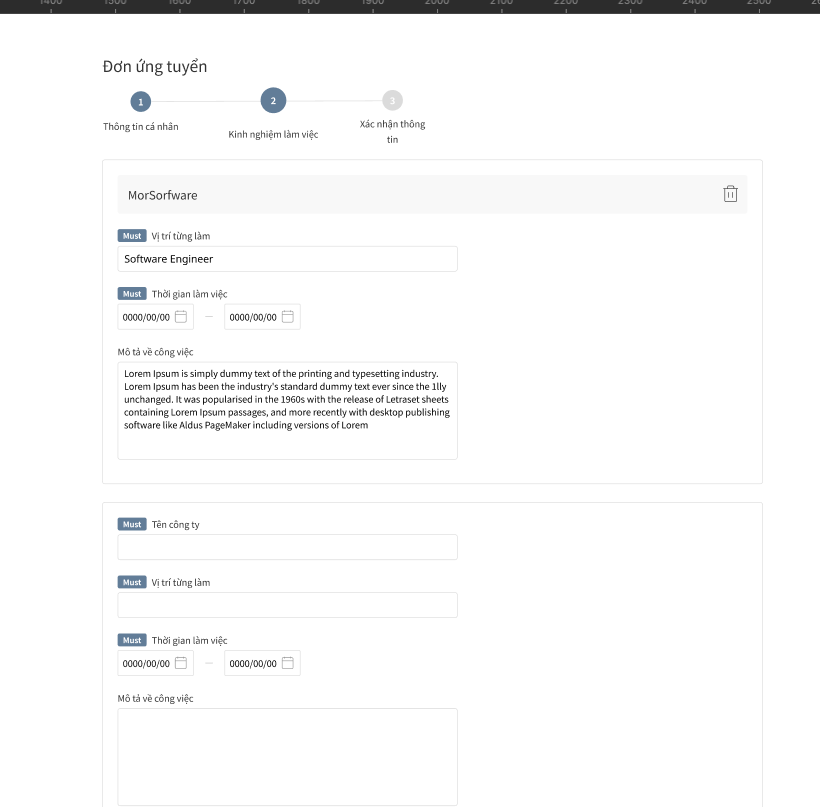 1400 1500 1600 1700 1800 1900 2000 2100 2200 2300 2400 2500
Đơn ứng tuyển
1 2 3
Thông tin cá nhân
Kinh nghiệm làm việc
Xác nhận thông
tin
MorSorfware
Must Vị trí từng làm
Software Engineer
Must Thời gian làm việc
0000/00/00 — 0000/00/00
Mô tả về công việc
Lorem Ipsum is simply dummy text of the printing and typesetting industry.
Lorem Ipsum has been the industry's standard dummy text ever since the 1lly
unchanged. It was popularised in the 1960s with the release of Letraset sheets
containing Lorem Ipsum passages, and more recently with desktop publishing
software like Aldus PageMaker including versions of Lorem
Must Tên công ty
Must Vị trí từng làm
Must Thời gian làm việc
0000/00/00 — 0000/00/00
Mô tả về công việc